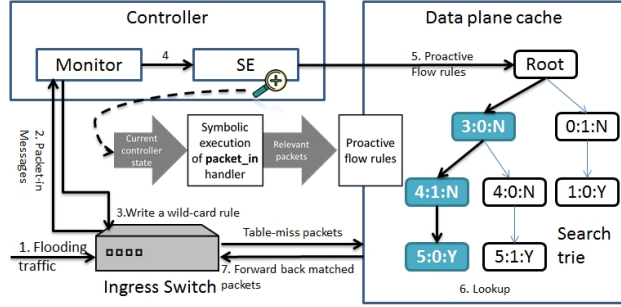 Controller
Data plane cache
Monitor
4
SE
5. Proactive
Flow rules
Root
2. Packet-in
Messages
3:0:N
0:1:N
Current
controller
state
Symbolic
execution
of packet_in
handler
Relevant
packets
Proactive
flow rules
4:1:N
4:0:N
1:0:Y
3.Write a wild-card rule
1. Flooding
traffic
Table-miss packets
5:0:Y
5:1:Y
Search
trie
7. Forward back matched
packets
Ingress Switch
6. Lookup